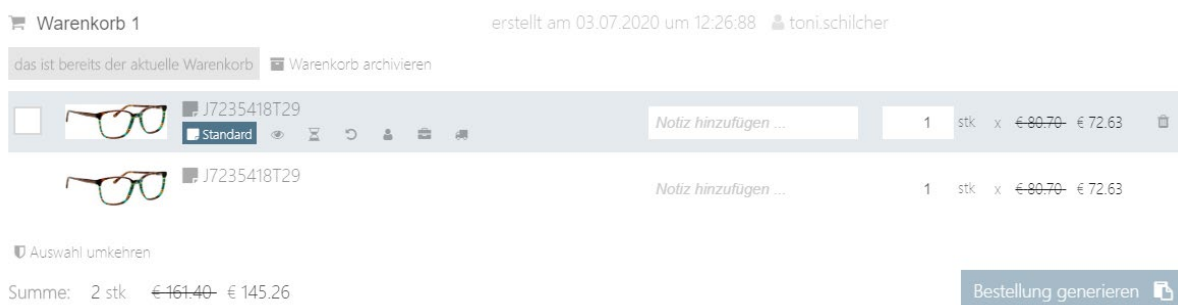 Warenkorb 1 erstellt am 03.07.2020 um 12:26:88 toni.schilcher
das ist bereits der aktuelle Warenkorb Warenkorb archivieren
J7235418T29
Standard Notiz hinzufügen ... 1 stk x € 80.70 € 72.63
J7235418T29
Notiz hinzufügen ... 1 stk x € 80.70 € 72.63
Auswahl umkehren
Summe: 2 stk € 161.40 € 145.26 Bestellung generieren